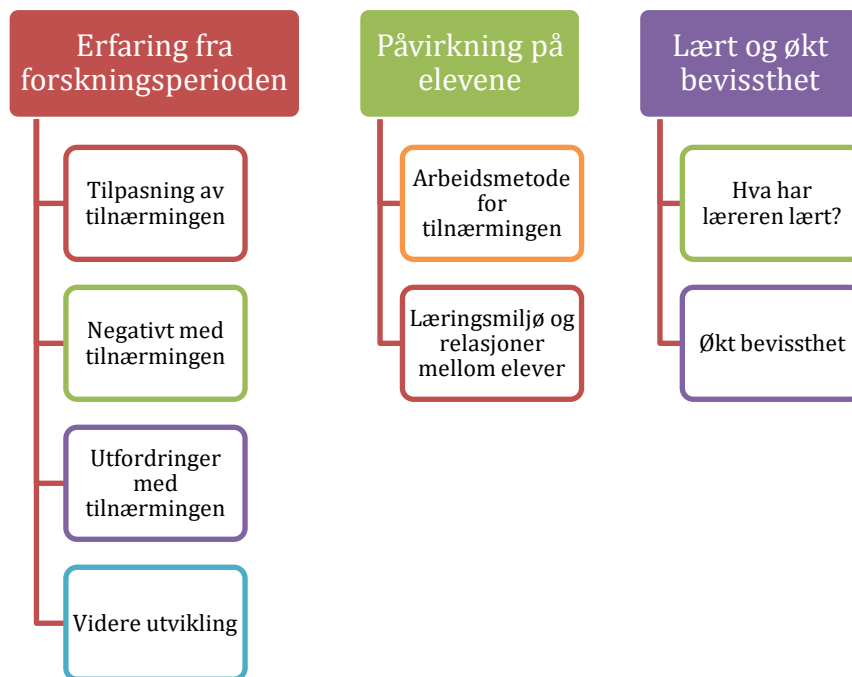 Erfaring fra
forskningsperioden
Tilpasning av
tilnærmingen
Negativt med
tilnærmingen
Utfordringer
med
tilnærmingen
Videre utvikling
Påvirkning på
elevene
Arbeidsmetode
for
tilnærmingen
Læringsmiljø og
relasjoner
mellom elever
Lært og økt
bevissthet
Hva har
læreren lært?
Økt bevissthet